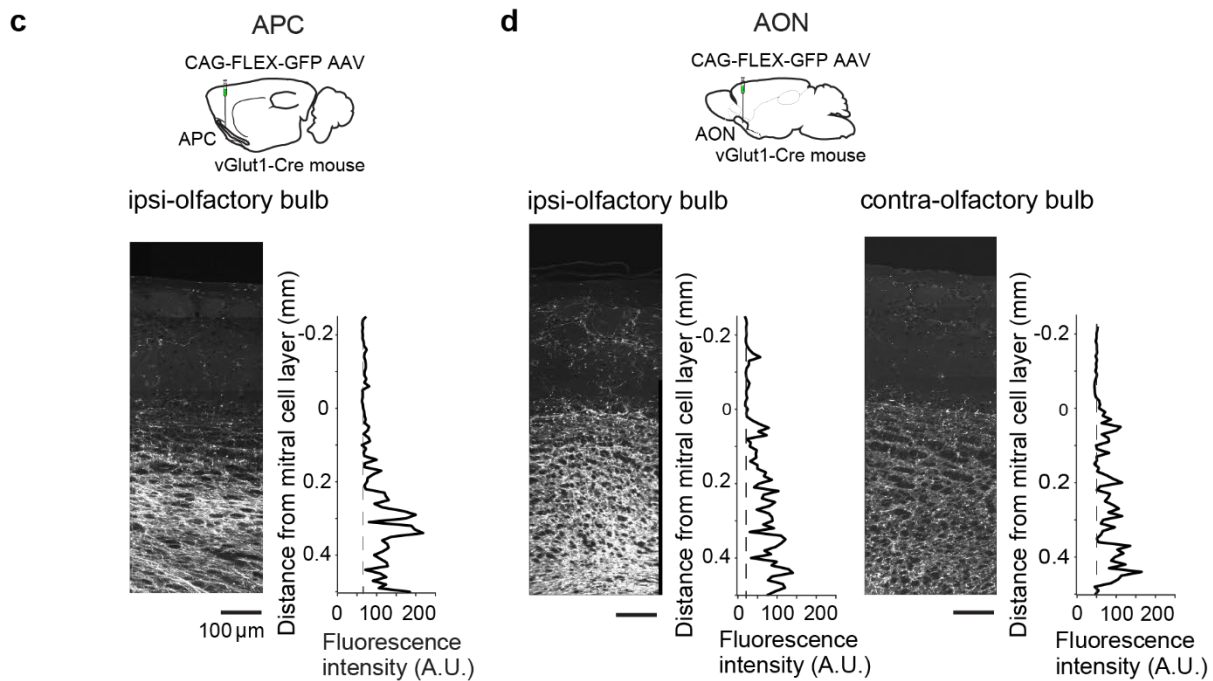 c
APC
CAG-FLEX-GFP AAV
APC
vGlut1-Cre mouse
ipsi-olfactory bulb
Distance from mitral cell layer (mm)
-0.2
0
0.2
0.4
0 100 200
Fluorescence
intensity (A.U.)
100 µm
d
AON
CAG-FLEX-GFP AAV
AON
vGlut1-Cre mouse
ipsi-olfactory bulb
Distance from mitral cell layer (mm)
-0.2
0
0.2
0.4
0 100 200
Fluorescence
intensity (A.U.)
contra-olfactory bulb
Distance from mitral cell layer (mm)
-0.2
0
0.2
0.4
0 100 200
Fluorescence
intensity (A.U.)